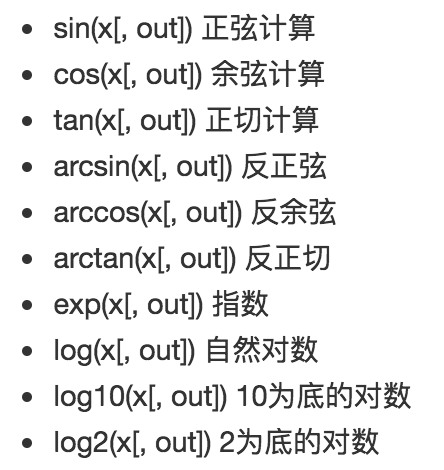 • sin(x[, out]) 正弦计算
• cos(x[, out]) 余弦计算
• tan(x[, out]) 正切计算
• arcsin(x[, out]) 反正弦
• arccos(x[, out]) 反余弦
• arctan(x[, out]) 反正切
• exp(x[, out]) 指数
• log(x[, out]) 自然对数
• log10(x[, out]) 10为底的对数
• log2(x[, out]) 2为底的对数